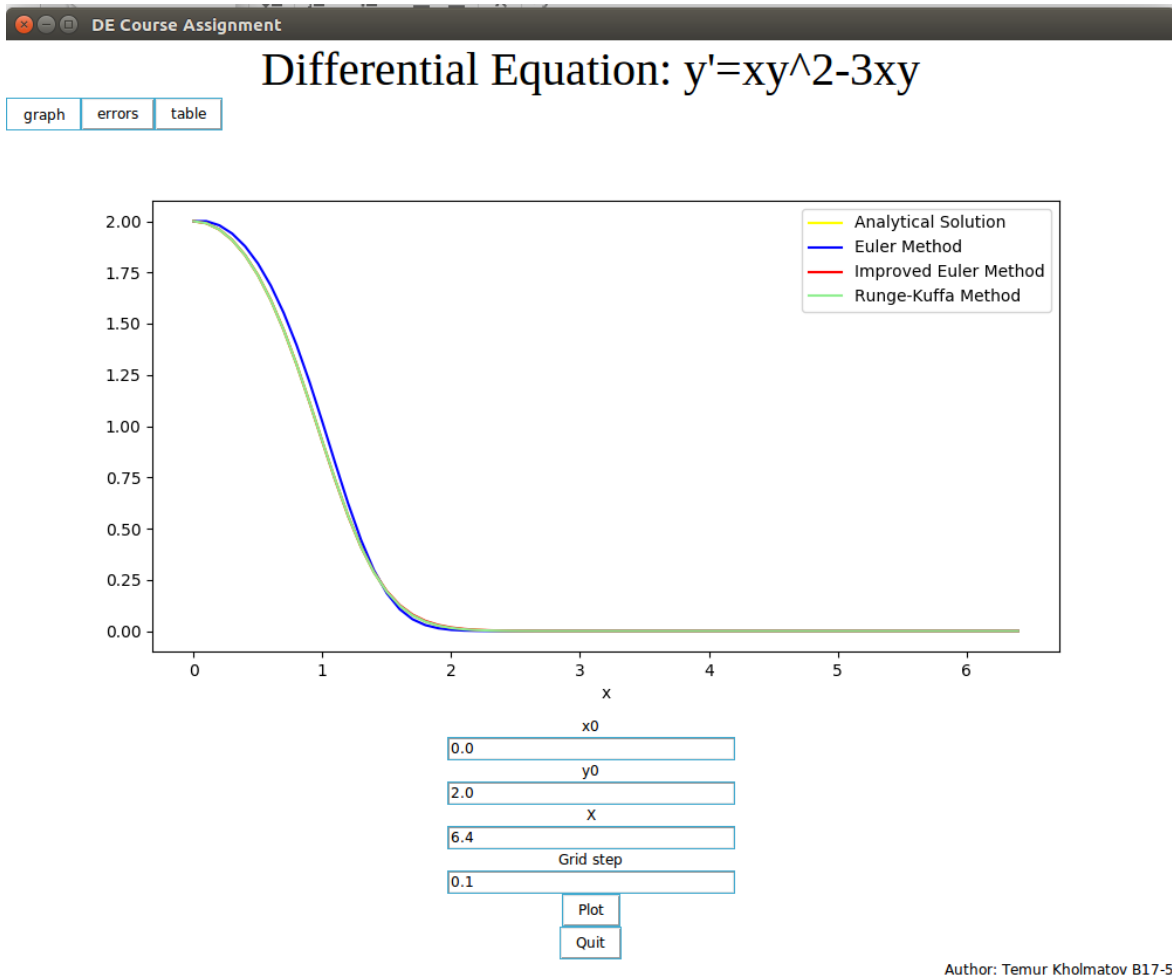 DE Course Assignment
Differential Equation: y'=xy^2-3xy
graph errors table
Analytical Solution
Euler Method
Improved Euler Method
Runge-Kuffa Method
2.00
1.75
1.50
1.25
1.00
0.75
0.50
0.25
0.00
0 1 2 3 4 5 6
x
x0
0.0
y0
2.0
X
6.4
Grid step
0.1
Plot
Quit
Author: Temur Kholmatov B17-5